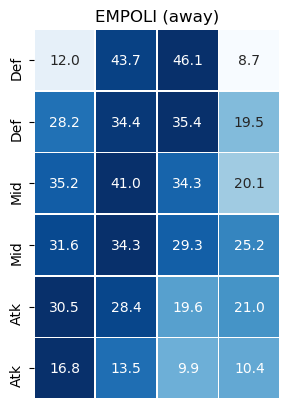 EMPOLI (away)
Def 12.0 43.7 46.1 8.7
Def 28.2 34.4 35.4 19.5
Mid 35.2 41.0 34.3 20.1
Mid 31.6 34.3 29.3 25.2
Atk 30.5 28.4 19.6 21.0
Atk 16.8 13.5 9.9 10.4